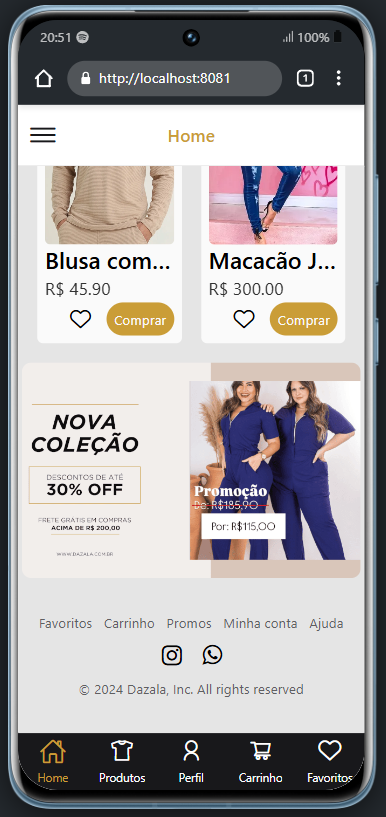 20:51 100%
http://localhost:8081 1
Home
Blusa com... Macacão J...
R$ 45.90 R$ 300.00
Comprar Comprar
NOVA
COLEÇÃO
DESCONTOS DE ATÉ
30% OFF
FRETE GRATIS EM COMPRAS
ACIMA DE R$ 200,00
WWW.DAZALA.COM.BR
Promoção
De: R$185,90
Por: R$115,00
Favoritos Carrinho Promos Minha conta Ajuda
© 2024 Dazala, Inc. All rights reserved
Home Produtos Perfil Carrinho Favoritos